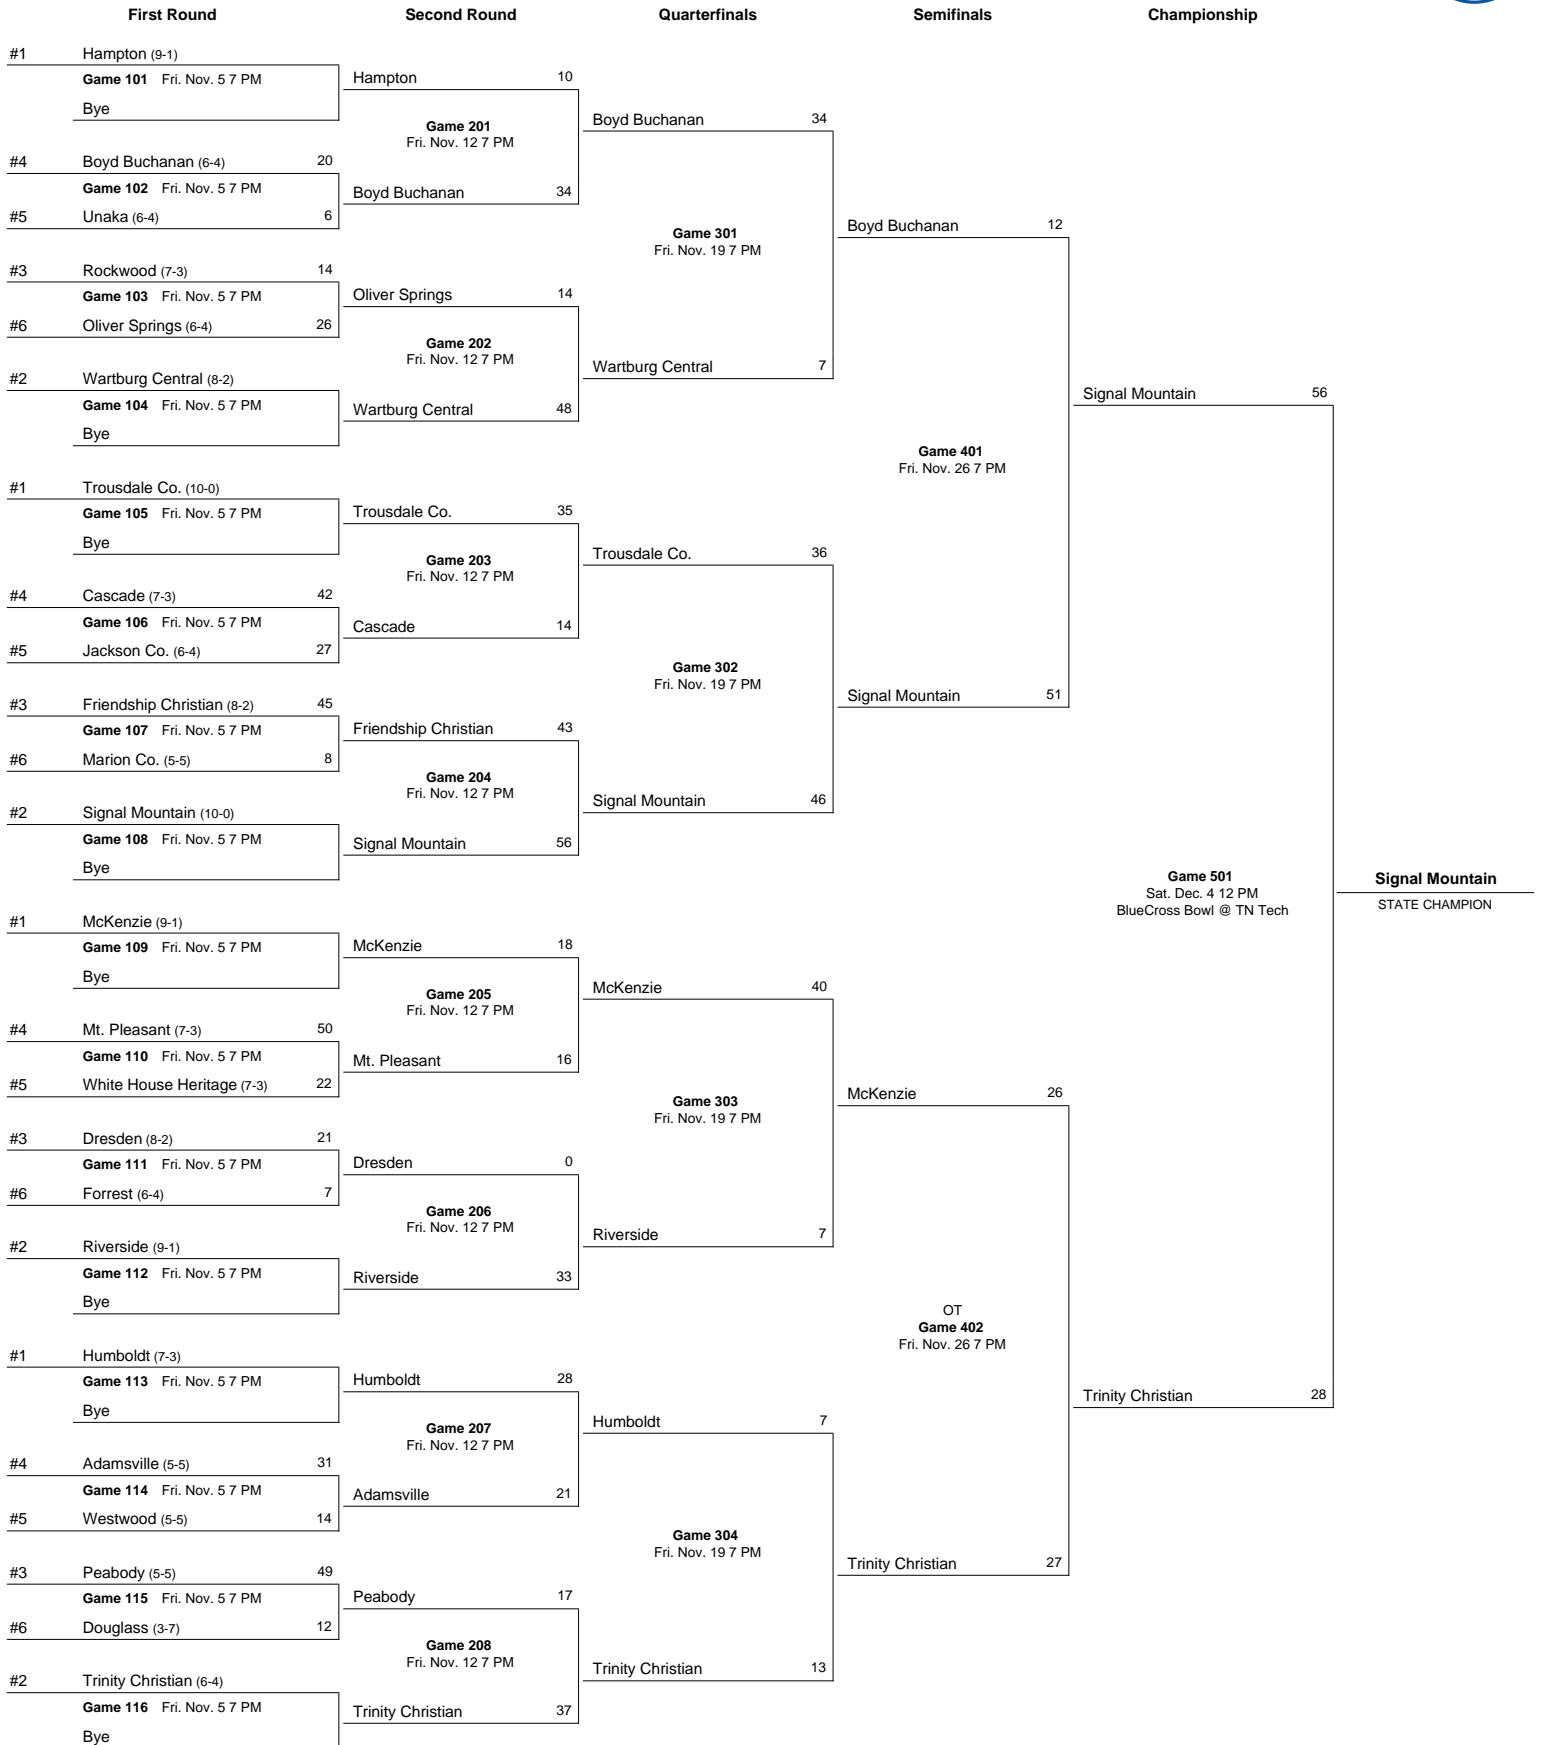 First Round Second Round Quarterfinals Semifinals Championship
#1 Hampton (9-1)
Game 101 Fri. Nov. 5 7 PM
Bye
#4 Boyd Buchanan (6-4) 20
Game 102 Fri. Nov. 5 7 PM
#5 Unaka (6-4) 6
#3 Rockwood (7-3) 14
Game 103 Fri. Nov. 5 7 PM
#6 Oliver Springs (6-4) 26
#2 Wartburg Central (8-2)
Game 104 Fri. Nov. 5 7 PM
Bye
#1 Trousdale Co. (10-0)
Game 105 Fri. Nov. 5 7 PM
Bye
#4 Cascade (7-3) 42
Game 106 Fri. Nov. 5 7 PM
#5 Jackson Co. (6-4) 27
#3 Friendship Christian (8-2) 45
Game 107 Fri. Nov. 5 7 PM
#6 Marion Co. (5-5) 8
#2 Signal Mountain (10-0)
Game 108 Fri. Nov. 5 7 PM
Bye
#1 McKenzie (9-1)
Game 109 Fri. Nov. 5 7 PM
Bye
#4 Mt. Pleasant (7-3) 50
Game 110 Fri. Nov. 5 7 PM
#5 White House Heritage (7-3) 22
#3 Dresden (8-2) 21
Game 111 Fri. Nov. 5 7 PM
#6 Forrest (6-4) 7
#2 Riverside (9-1)
Game 112 Fri. Nov. 5 7 PM
Bye
#1 Humboldt (7-3)
Game 113 Fri. Nov. 5 7 PM
Bye
#4 Adamsville (5-5) 31
Game 114 Fri. Nov. 5 7 PM
#5 Westwood (5-5) 14
#3 Peabody (5-5) 49
Game 115 Fri. Nov. 5 7 PM
#6 Douglass (3-7) 12
#2 Trinity Christian (6-4)
Game 116 Fri. Nov. 5 7 PM
Bye
Hampton 10
Game 201
Fri. Nov. 12 7 PM
Boyd Buchanan 34
Oliver Springs 14
Game 202
Fri. Nov. 12 7 PM
Wartburg Central 48
Trousdale Co. 35
Game 203
Fri. Nov. 12 7 PM
Cascade 14
Friendship Christian 43
Game 204
Fri. Nov. 12 7 PM
Signal Mountain 56
McKenzie 18
Game 205
Fri. Nov. 12 7 PM
Mt. Pleasant 16
Dresden 0
Game 206
Fri. Nov. 12 7 PM
Riverside 33
Humboldt 28
Game 207
Fri. Nov. 12 7 PM
Adamsville 21
Peabody 17
Game 208
Fri. Nov. 12 7 PM
Trinity Christian 37
Boyd Buchanan 34
Game 301
Fri. Nov. 19 7 PM
Wartburg Central 7
Trousdale Co. 36
Game 302
Fri. Nov. 19 7 PM
Signal Mountain 46
McKenzie 40
Game 303
Fri. Nov. 19 7 PM
Riverside 7
Humboldt 7
Game 304
Fri. Nov. 19 7 PM
Trinity Christian 13
Boyd Buchanan 12
Game 401
Fri. Nov. 26 7 PM
Signal Mountain 51
McKenzie 26
OT
Game 402
Fri. Nov. 26 7 PM
Trinity Christian 27
Signal Mountain 56
Game 501
Sat. Dec. 4 12 PM
BlueCross Bowl @ TN Tech
Trinity Christian 28
Signal Mountain
STATE CHAMPION